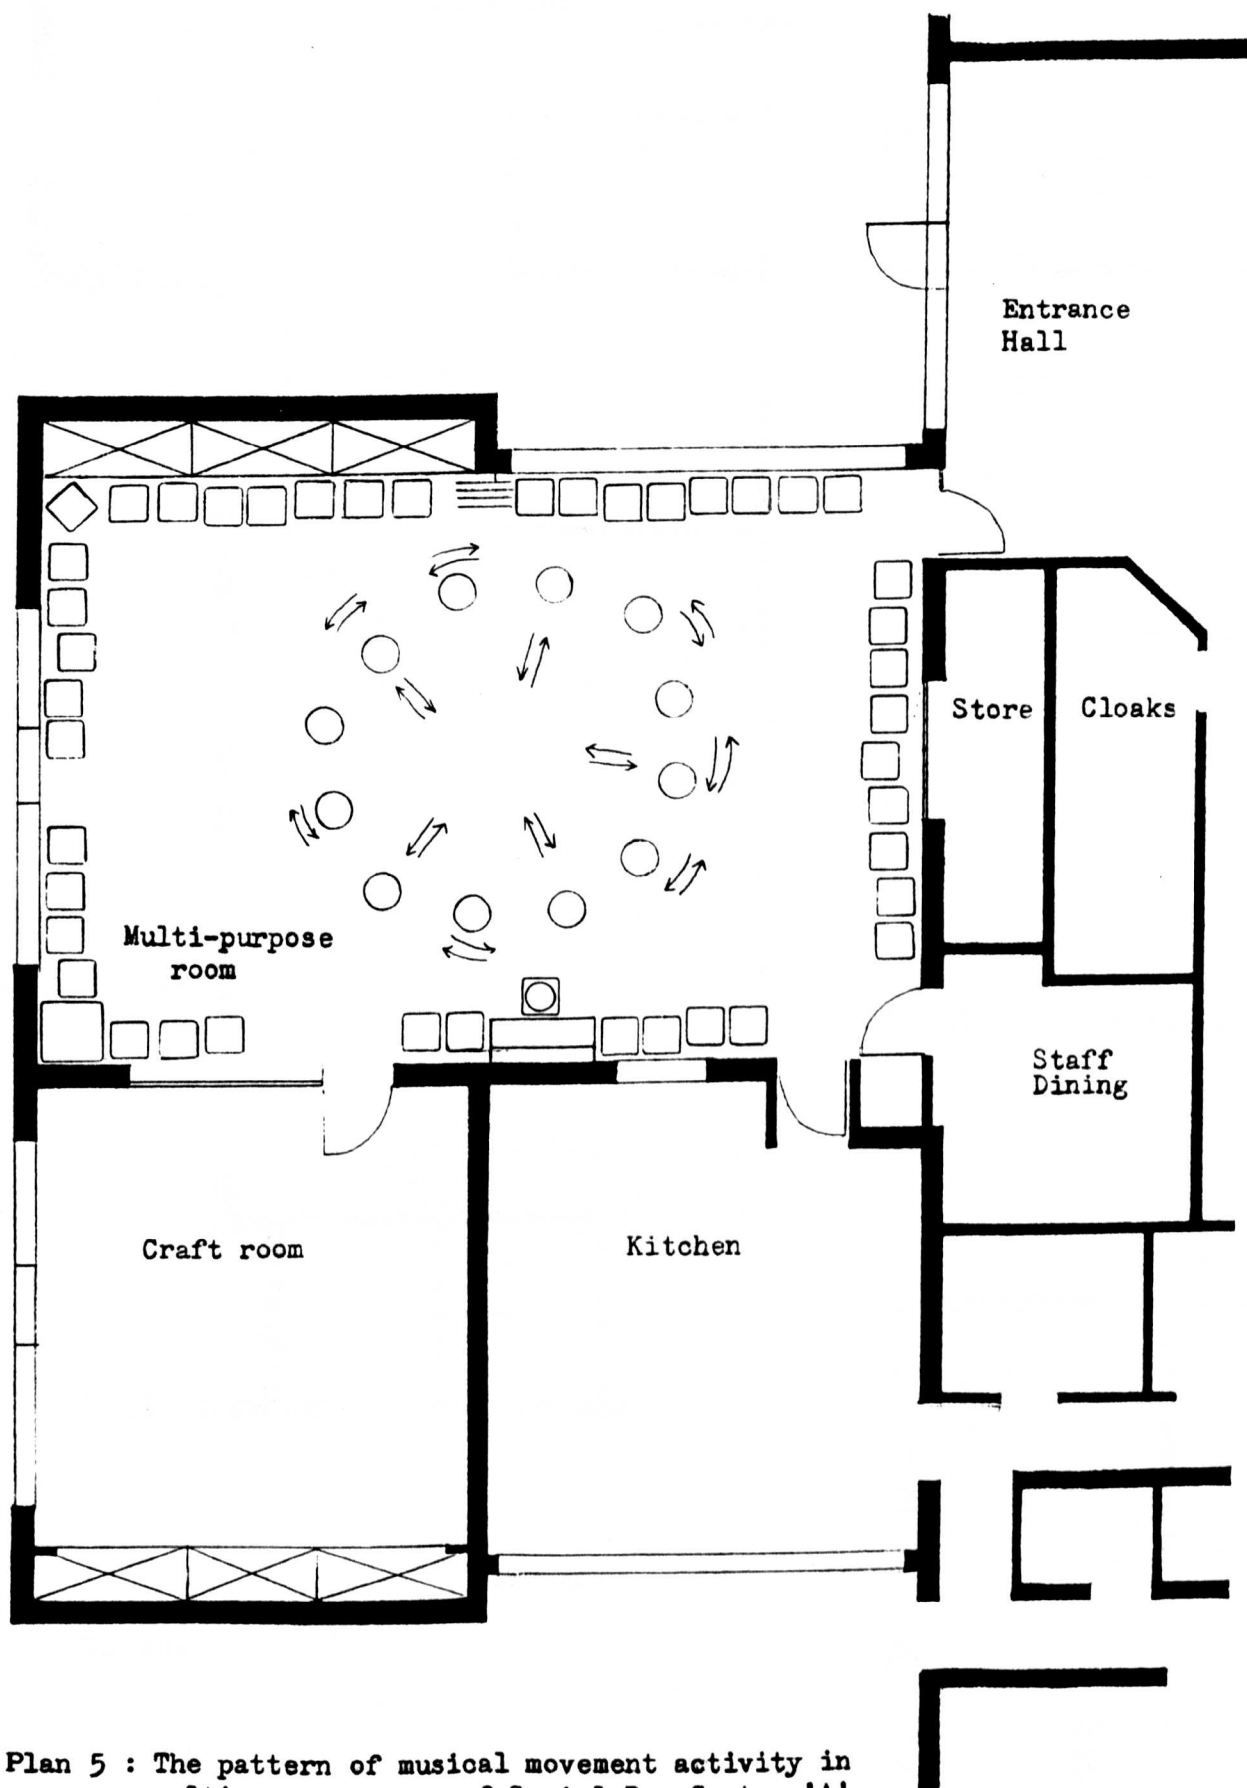 Entrance
Hall
Store
Cloaks
Multi-purpose
room
Staff
Dining
Craft room
Kitchen
Plan 5 : The pattern of musical movement activity in